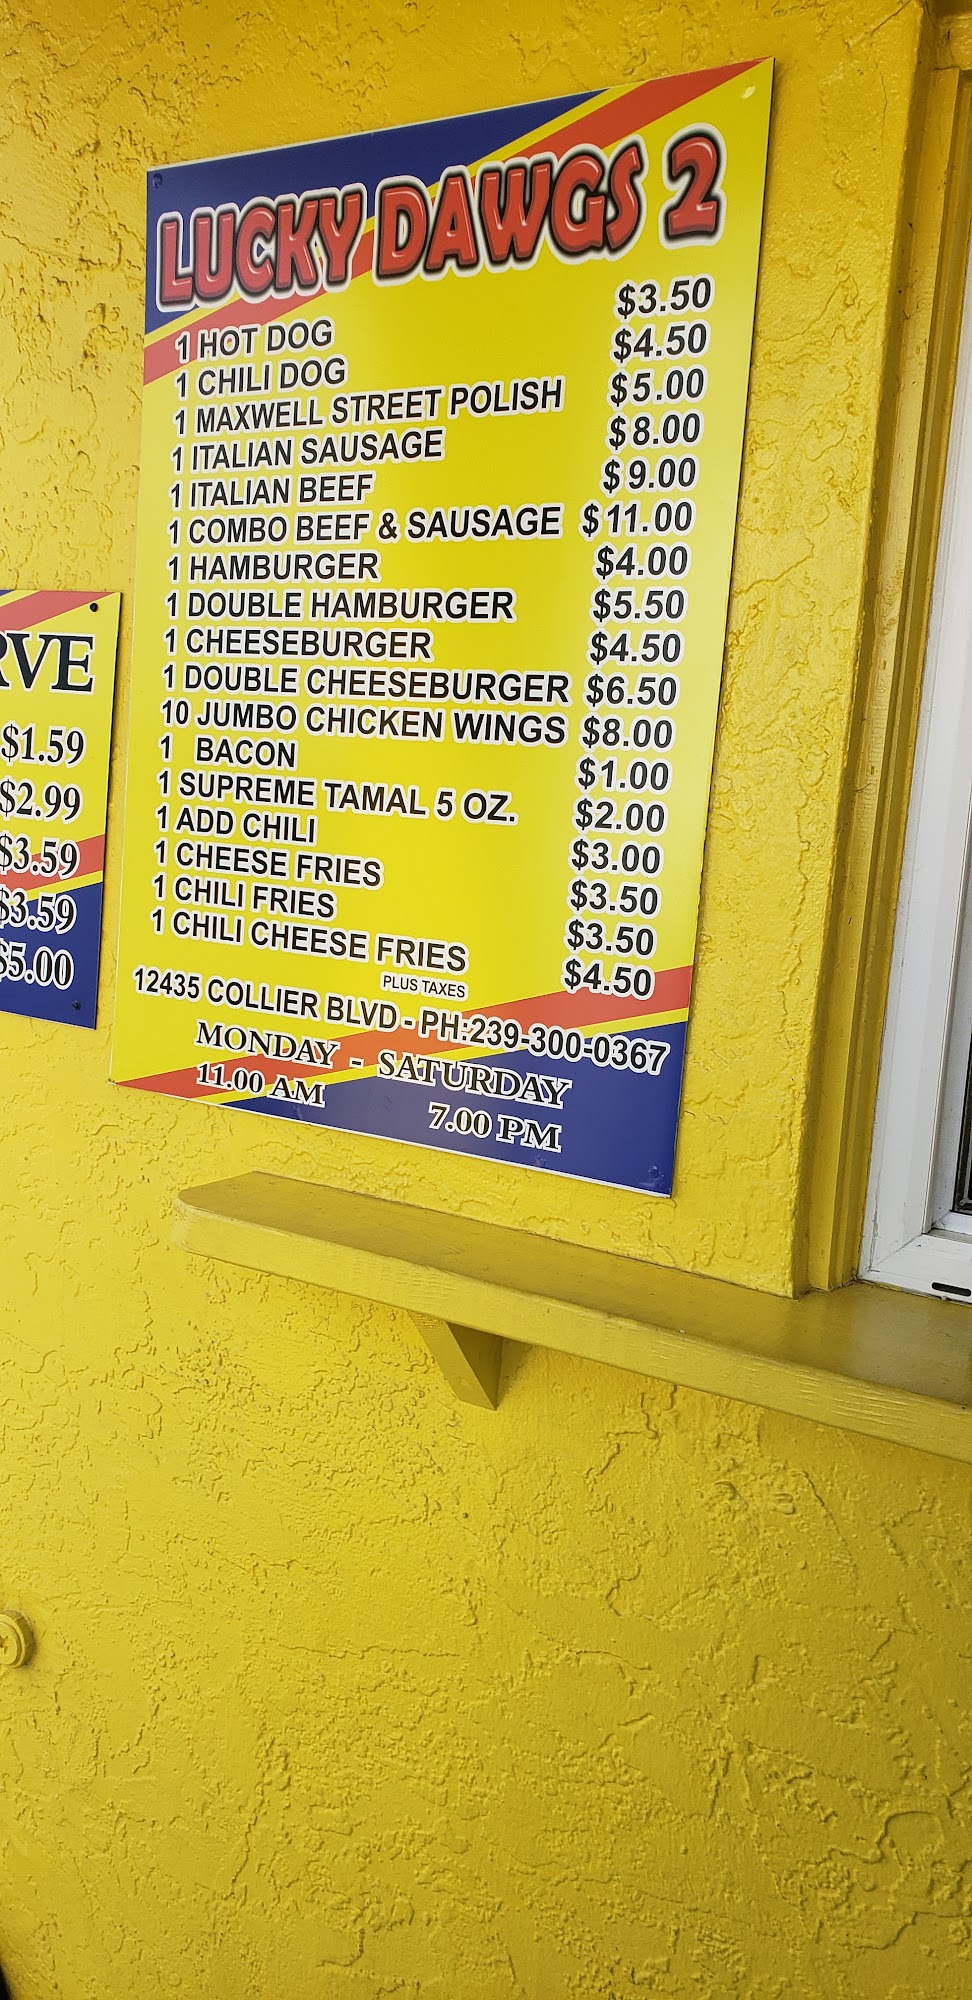 LUCKY DAWGS 2
1 HOT DOG $3.50
1 CHILI DOG $4.50
1 MAXWELL STREET POLISH $5.00
1 ITALIAN SAUSAGE $8.00
1 ITALIAN BEEF $9.00
1 COMBO BEEF & SAUSAGE $11.00
1 HAMBURGER $4.00
1 DOUBLE HAMBURGER $5.50
1 CHEESEBURGER $4.50
1 DOUBLE CHEESEBURGER $6.50
10 JUMBO CHICKEN WINGS $8.00
1 BACON $1.00
1 SUPREME TAMAL 5 OZ. $2.00
1 ADD CHILI $3.00
1 CHEESE FRIES $3.50
1 CHILI FRIES $3.50
1 CHILI CHEESE FRIES $4.50
PLUS TAXES
12435 COLLIER BLVD - PH:239-300-0367
MONDAY - SATURDAY
11.00 AM 7.00 PM
RVE
$1.59
$2.99
$3.59
$3.59
$5.00